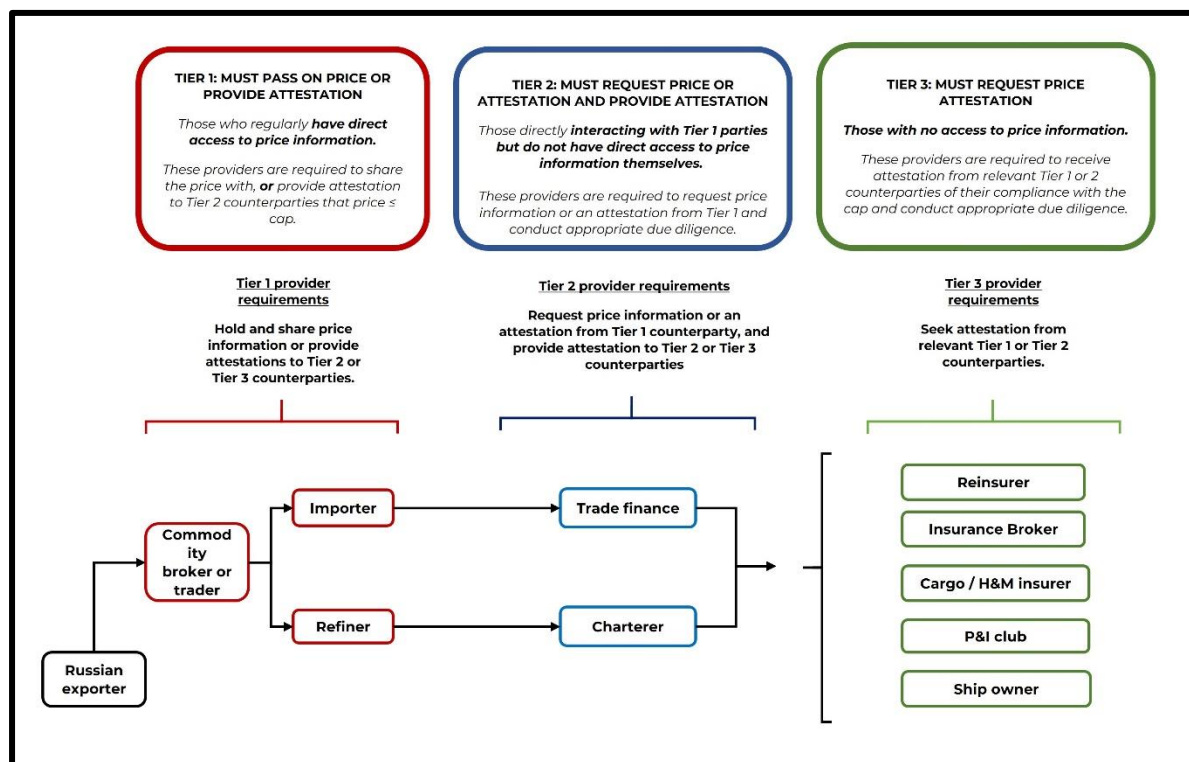 TIER 1: MUST PASS ON PRICE OR
PROVIDE ATTESTATION
Those who regularly have direct
access to price information.
These providers are required to share
the price with, or provide attestation
to Tier 2 counterparties that price ≤
cap.
TIER 2: MUST REQUEST PRICE OR
ATTESTATION AND PROVIDE ATTESTATION
Those directly interacting with Tier 1 parties
but do not have direct access to price
information themselves.
These providers are required to request price
information or an attestation from Tier 1 and
conduct appropriate due diligence.
TIER 3: MUST REQUEST PRICE
ATTESTATION
Those with no access to price information.
These providers are required to receive
attestation from relevant Tier 1 or 2
counterparties of their compliance with the
cap and conduct appropriate due diligence.
Tier 1 provider
requirements
Hold and share price
information or provide
attestations to Tier 2 or
Tier 3 counterparties.
Tier 2 provider requirements
Request price information or an
attestation from Tier 1 counterparty, and
provide attestation to Tier 2 or Tier 3
counterparties
Tier 3 provider
requirements
Seek attestation from
relevant Tier 1 or Tier 2
counterparties.
Russian
exporter
Commod
ity
broker or
trader
Importer
Refiner
Trade finance
Charterer
Reinsurer
Insurance Broker
Cargo / H&M insurer
P&I club
Ship owner